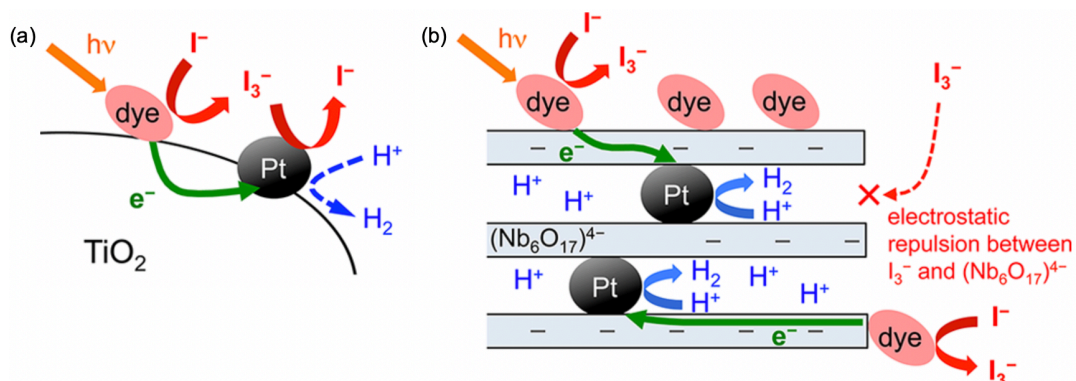 (a)
hν
I⁻
I₃⁻
I⁻
dye
Pt
H⁺
H₂
e⁻
TiO₂
(b)
hν
I⁻
I₃⁻
dye
dye
dye
I₃⁻
e⁻
H⁺
H⁺
Pt
H₂
H⁺
electrostatic
repulsion between
I₃⁻ and (Nb₆O₁₇)⁴⁻
(Nb₆O₁₇)⁴⁻
H⁺
Pt
H₂
H⁺
H⁺
H⁺
e⁻
dye
I⁻
I₃⁻